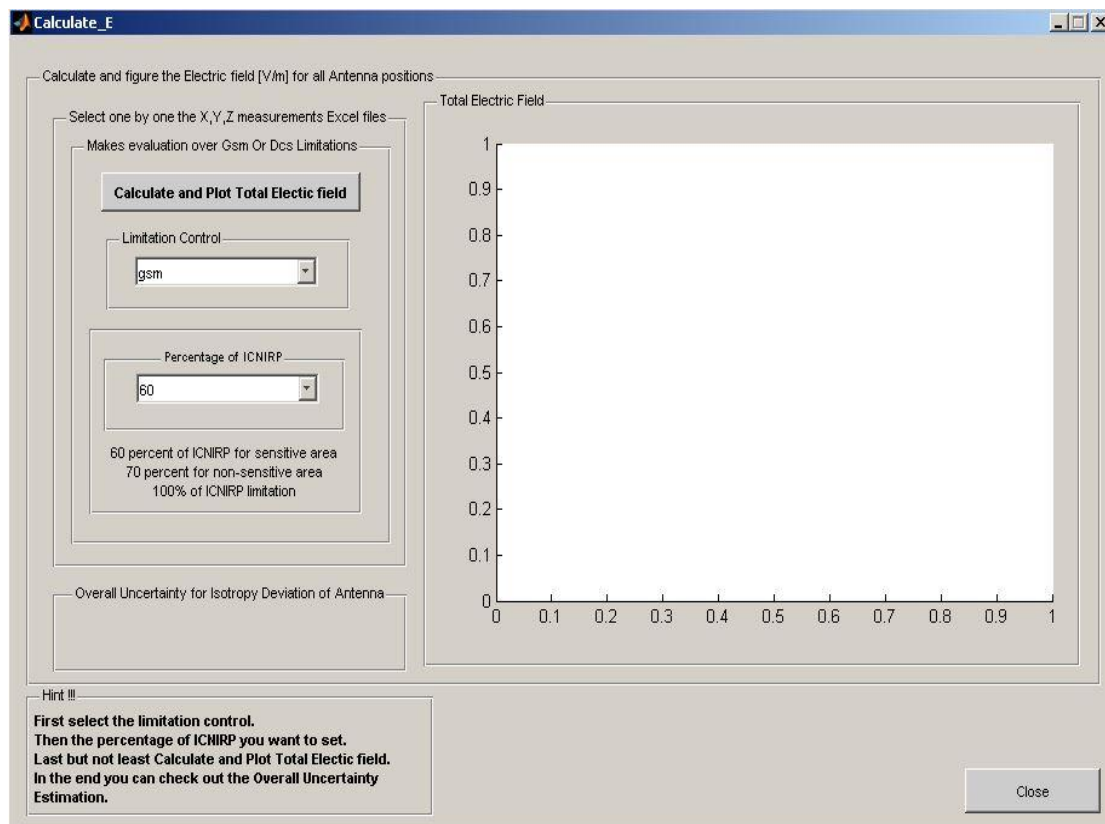 Calculate_E
Calculate and figure the Electric field [V/m] for all Antenna positions
Select one by one the X,Y,Z measurements Excel files
Makes evaluation over Gsm Or Dcs Limitations
Calculate and Plot Total Electic field
Limitation Control
gsm
Percentage of ICNIRP
60
60 percent of ICNIRP for sensitive area
70 percent for non-sensitive area
100% of ICNIRP limitation
Overall Uncertainty for Isotropy Deviation of Antenna
Total Electric Field
1
0.9
0.8
0.7
0.6
0.5
0.4
0.3
0.2
0.1
0
0 0.1 0.2 0.3 0.4 0.5 0.6 0.7 0.8 0.9 1
Hint !!!
First select the limitation control.
Then the percentage of ICNIRP you want to set.
Last but not least Calculate and Plot Total Electic field.
In the end you can check out the Overall Uncertainty
Estimation.
Close